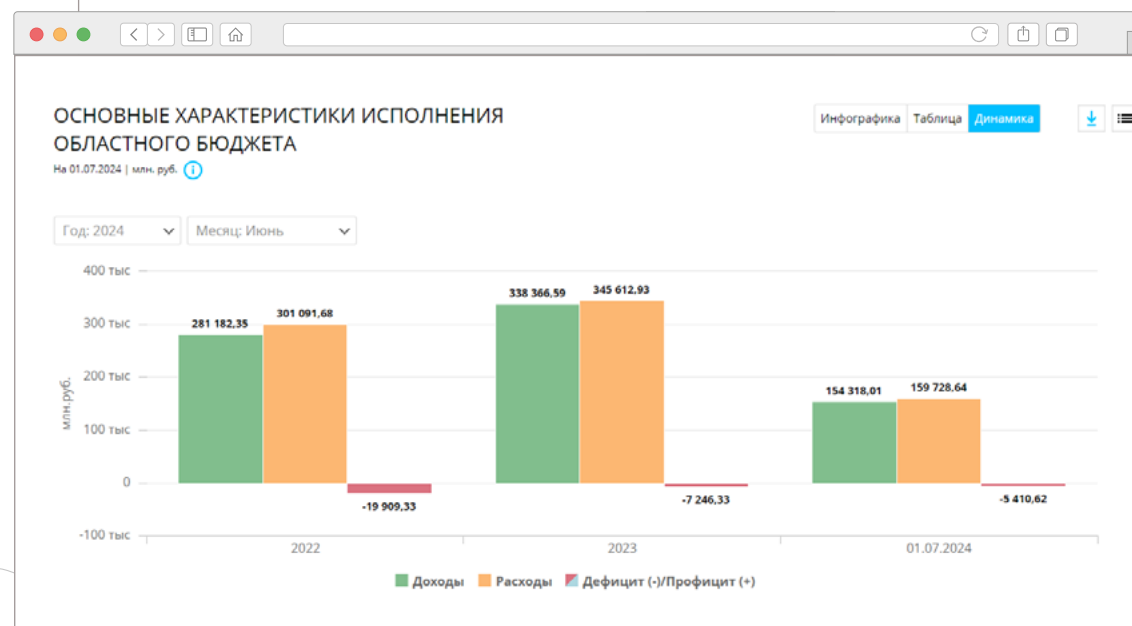 ОСНОВНЫЕ ХАРАКТЕРИСТИКИ ИСПОЛНЕНИЯ
ОБЛАСТНОГО БЮДЖЕТА
На 01.07.2024 | млн. руб. i
Инфографика Таблица Динамика
Год: 2024 Месяц: Июнь
млн.руб.
400 тыс
300 тыс
200 тыс
100 тыс
0
-100 тыс
281 182,35
301 091,68
-19 909,33
338 366,59
345 612,93
-7 246,33
154 318,01
159 728,64
-5 410,62
2022 2023 01.07.2024
Доходы Расходы Дефицит (-)/Профицит (+)